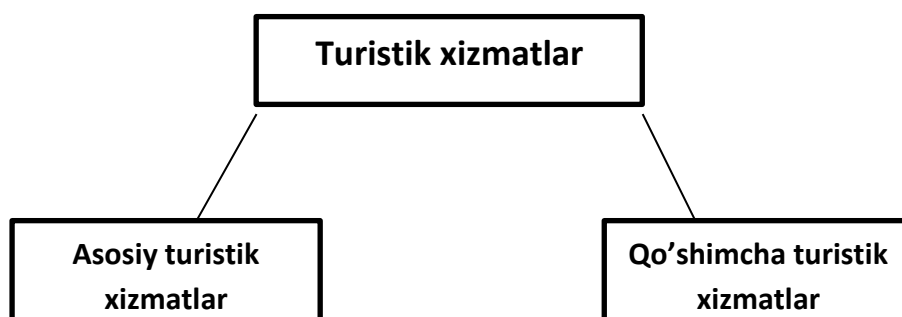 Turistik xizmatlar
Asosiy turistik
xizmatlar
Qo’shimcha turistik
xizmatlar